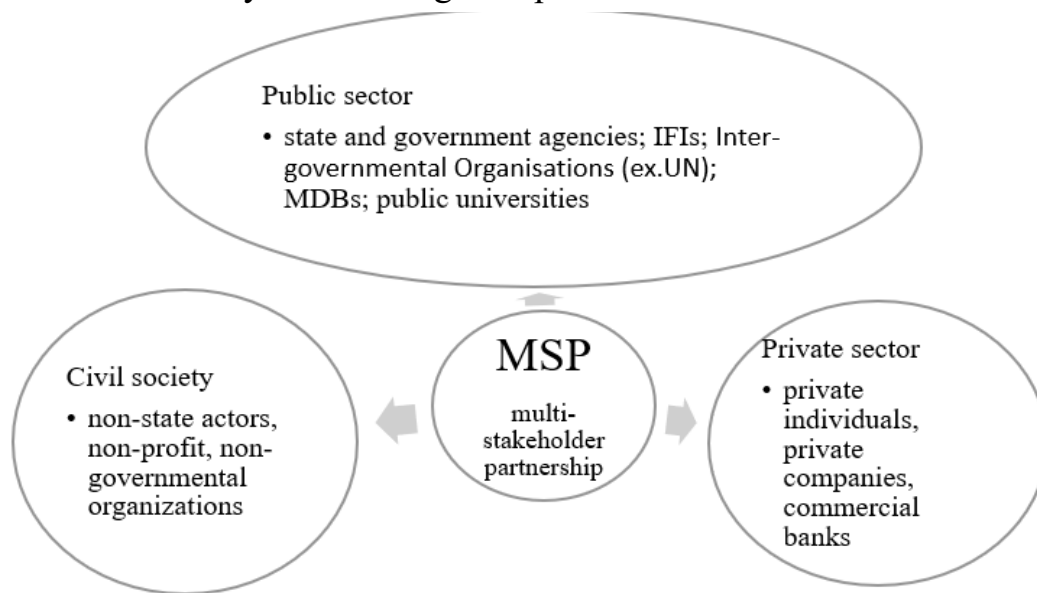 Public sector
• state and government agencies; IFIs; Inter-
governmental Organisations (ex.UN);
MDBs; public universities
MSP
multi-
stakeholder
partnership
Civil society
• non-state actors,
non-profit, non-
governmental
organizations
Private sector
• private
individuals,
private
companies,
commercial
banks